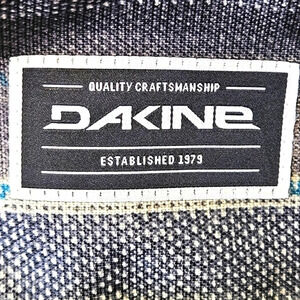 QUALITY CRAFTSMANSHIP
DAKINE
ESTABLISHED 1979